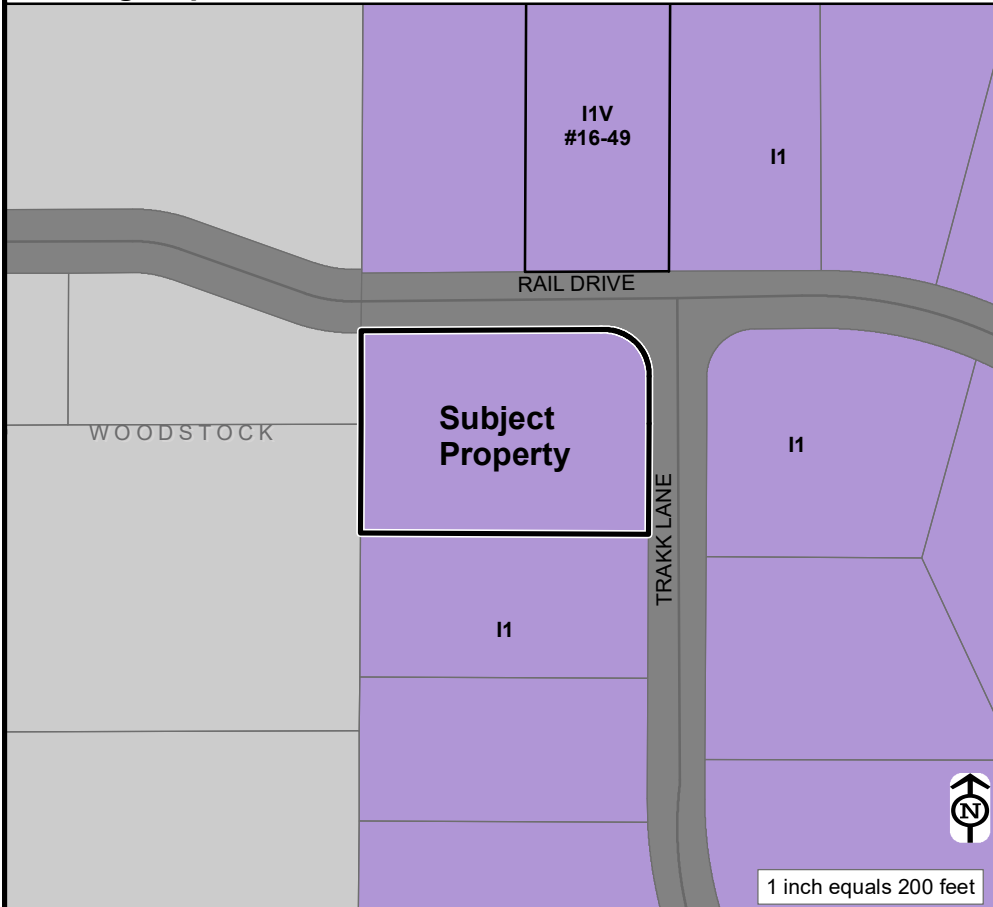 I1V
#16-49
I1
RAIL DRIVE
Subject
Property
WOODSTOCK
I1
TRAKK LANE
I1
N
1 inch equals 200 feet